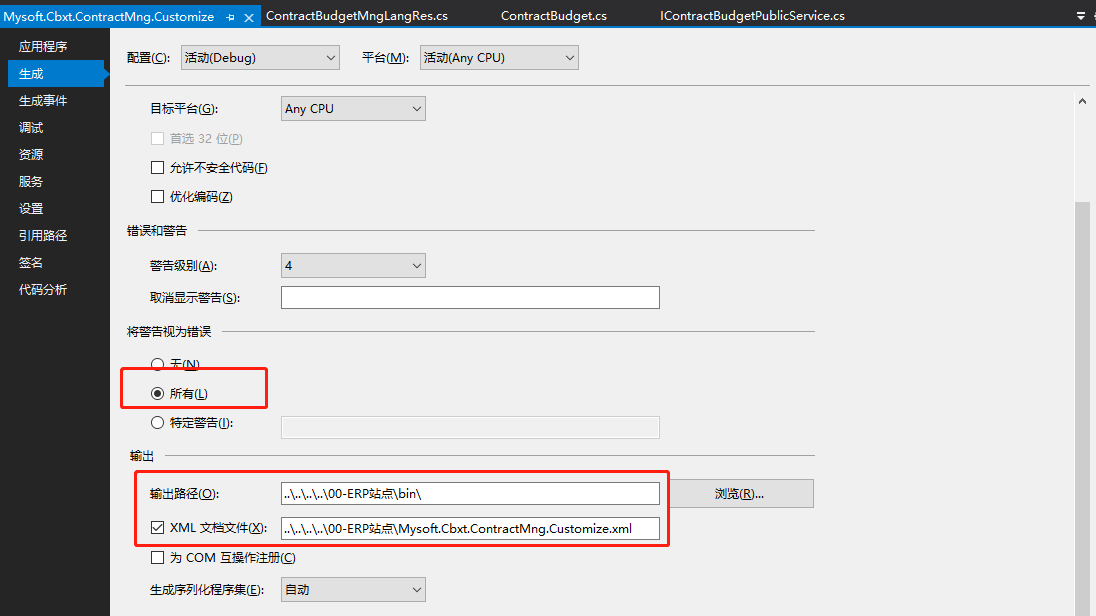 Mysoft.Cbxt.ContractMng.Customize ContractBudgetMngLangRes.cs ContractBudget.cs IContractBudgetPublicService.cs
应用程序
生成
生成事件
调试
资源
服务
设置
引用路径
签名
代码分析
配置(C): 活动(Debug) 平台(M): 活动(Any CPU)
目标平台(G): Any CPU
首选 32 位(P)
允许不安全代码(F)
优化编码(Z)
错误和警告
警告级别(A): 4
取消显示警告(S):
将警告视为错误
无(N)
所有(L)
特定警告(I):
输出
输出路径(O): ..\..\..\..\00-ERP站点\bin\ 浏览(R)...
XML 文档文件(X): ..\..\..\..\00-ERP站点\Mysoft.Cbxt.ContractMng.Customize.xml
为 COM 互操作注册(C)
生成序列化程序集(E): 自动